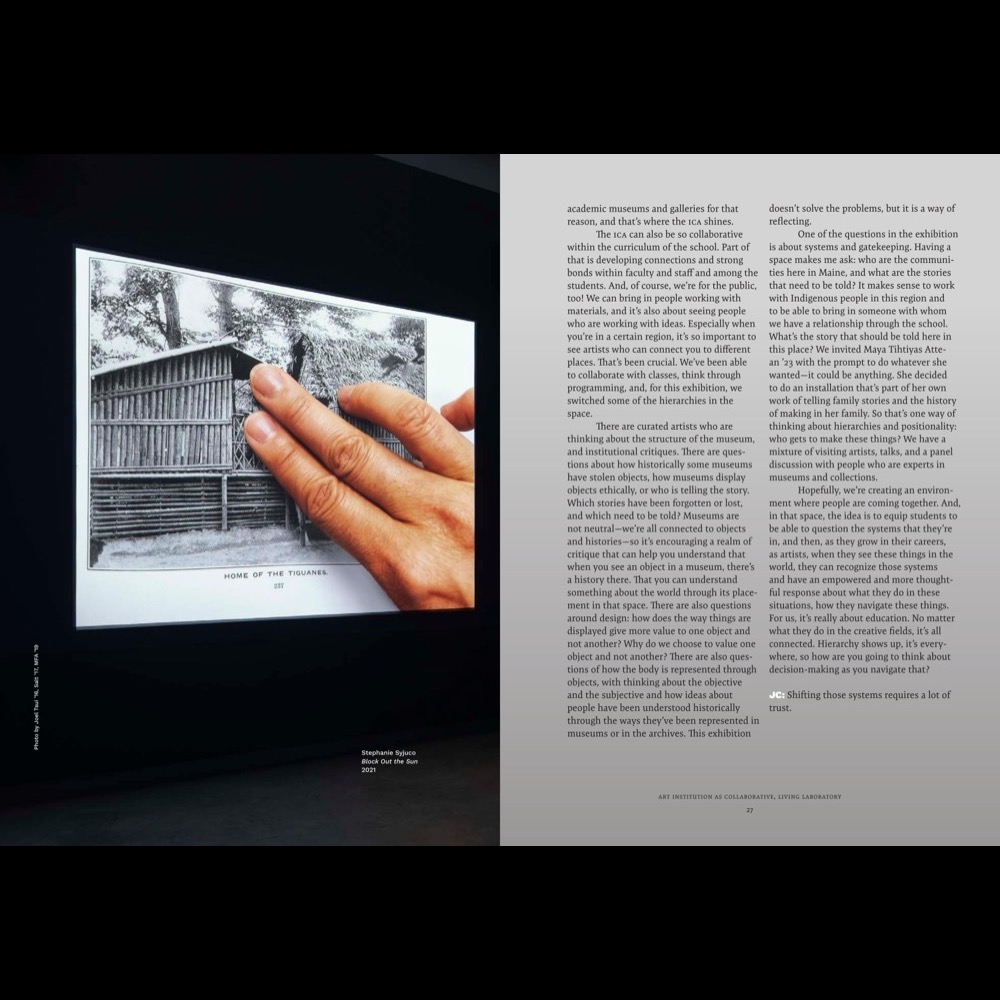 HOME OF THE TIGUANES.
237
Photo by Joel Tsui '16, Salt '17, MFA '19
Stephanie Syjuco
Block Out the Sun
2021
academic museums and galleries for that
reason, and that's where the ICA shines.
The ICA can also be so collaborative
within the curriculum of the school. Part of
that is developing connections and strong
bonds within faculty and staff and among the
students. And, of course, we're for the public,
too! We can bring in people working with
materials, and it's also about seeing people
who are working with ideas. Especially when
you're in a certain region, it's so important to
see artists who can connect you to different
places. That's been crucial. We've been able
to collaborate with classes, think through
programming, and, for this exhibition, we
switched some of the hierarchies in the
space.
There are curated artists who are
thinking about the structure of the museum,
and institutional critiques. There are ques-
tions about how historically some museums
have stolen objects, how museums display
objects ethically, or who is telling the story.
Which stories have been forgotten or lost,
and which need to be told? Museums are
not neutral—we're all connected to objects
and histories—so it's encouraging a realm of
critique that can help you understand that
when you see an object in a museum, there's
a history there. That you can understand
something about the world through its place-
ment in that space. There are also questions
around design: how does the way things are
displayed give more value to one object and
not another? Why do we choose to value one
object and not another? There are also ques-
tions of how the body is represented through
objects, with thinking about the objective
and the subjective and how ideas about
people have been understood historically
through the ways they've been represented in
museums or in the archives. This exhibition
doesn't solve the problems, but it is a way of
reflecting.
One of the questions in the exhibition
is about systems and gatekeeping. Having a
space makes me ask: who are the communi-
ties here in Maine, and what are the stories
that need to be told? It makes sense to work
with Indigenous people in this region and
to be able to bring in someone with whom
we have a relationship through the school.
What's the story that should be told here in
this place? We invited Maya Tihtiyas Atte-
an '23 with the prompt to do whatever she
wanted—it could be anything. She decided
to do an installation that's part of her own
work of telling family stories and the history
of making in her family. So that's one way of
thinking about hierarchies and positionality:
who gets to make these things? We have a
mixture of visiting artists, talks, and a panel
discussion with people who are experts in
museums and collections.
Hopefully, we're creating an environ-
ment where people are coming together. And,
in that space, the idea is to equip students to
be able to question the systems that they're
in, and then, as they grow in their careers,
as artists, when they see these things in the
world, they can recognize those systems
and have an empowered and more thought-
ful response about what they do in these
situations, how they navigate these things.
For us, it's really about education. No matter
what they do in the creative fields, it's all
connected. Hierarchy shows up, it's every-
where, so how are you going to think about
decision-making as you navigate that?
JC: Shifting those systems requires a lot of
trust.
ART INSTITUTION AS COLLABORATIVE, LIVING LABORATORY
27